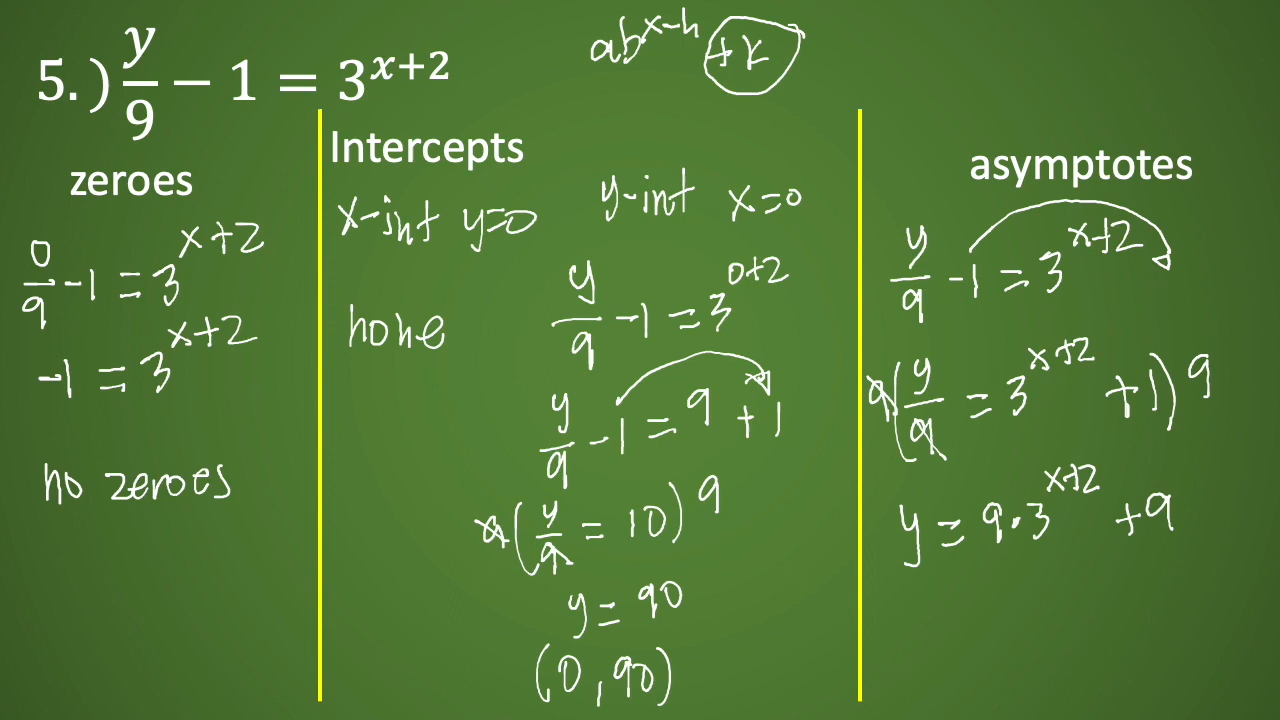 5.) y/9 − 1 = 3^(x+2)
ab^(x-h) + k
zeroes
0/9 - 1 = 3^(x+2)
-1 = 3^(x+2)
no zeroes
Intercepts
x-int y=0
none
y-int x=0
y/9 - 1 = 3^(0+2)
y/9 - 1 = 9 + 1
9(y/9 = 10)9
y = 90
(0, 90)
asymptotes
y/9 - 1 = 3^(x+2)
9(y/9 = 3^(x+2) + 1)9
y = 9·3^(x+2) + 9